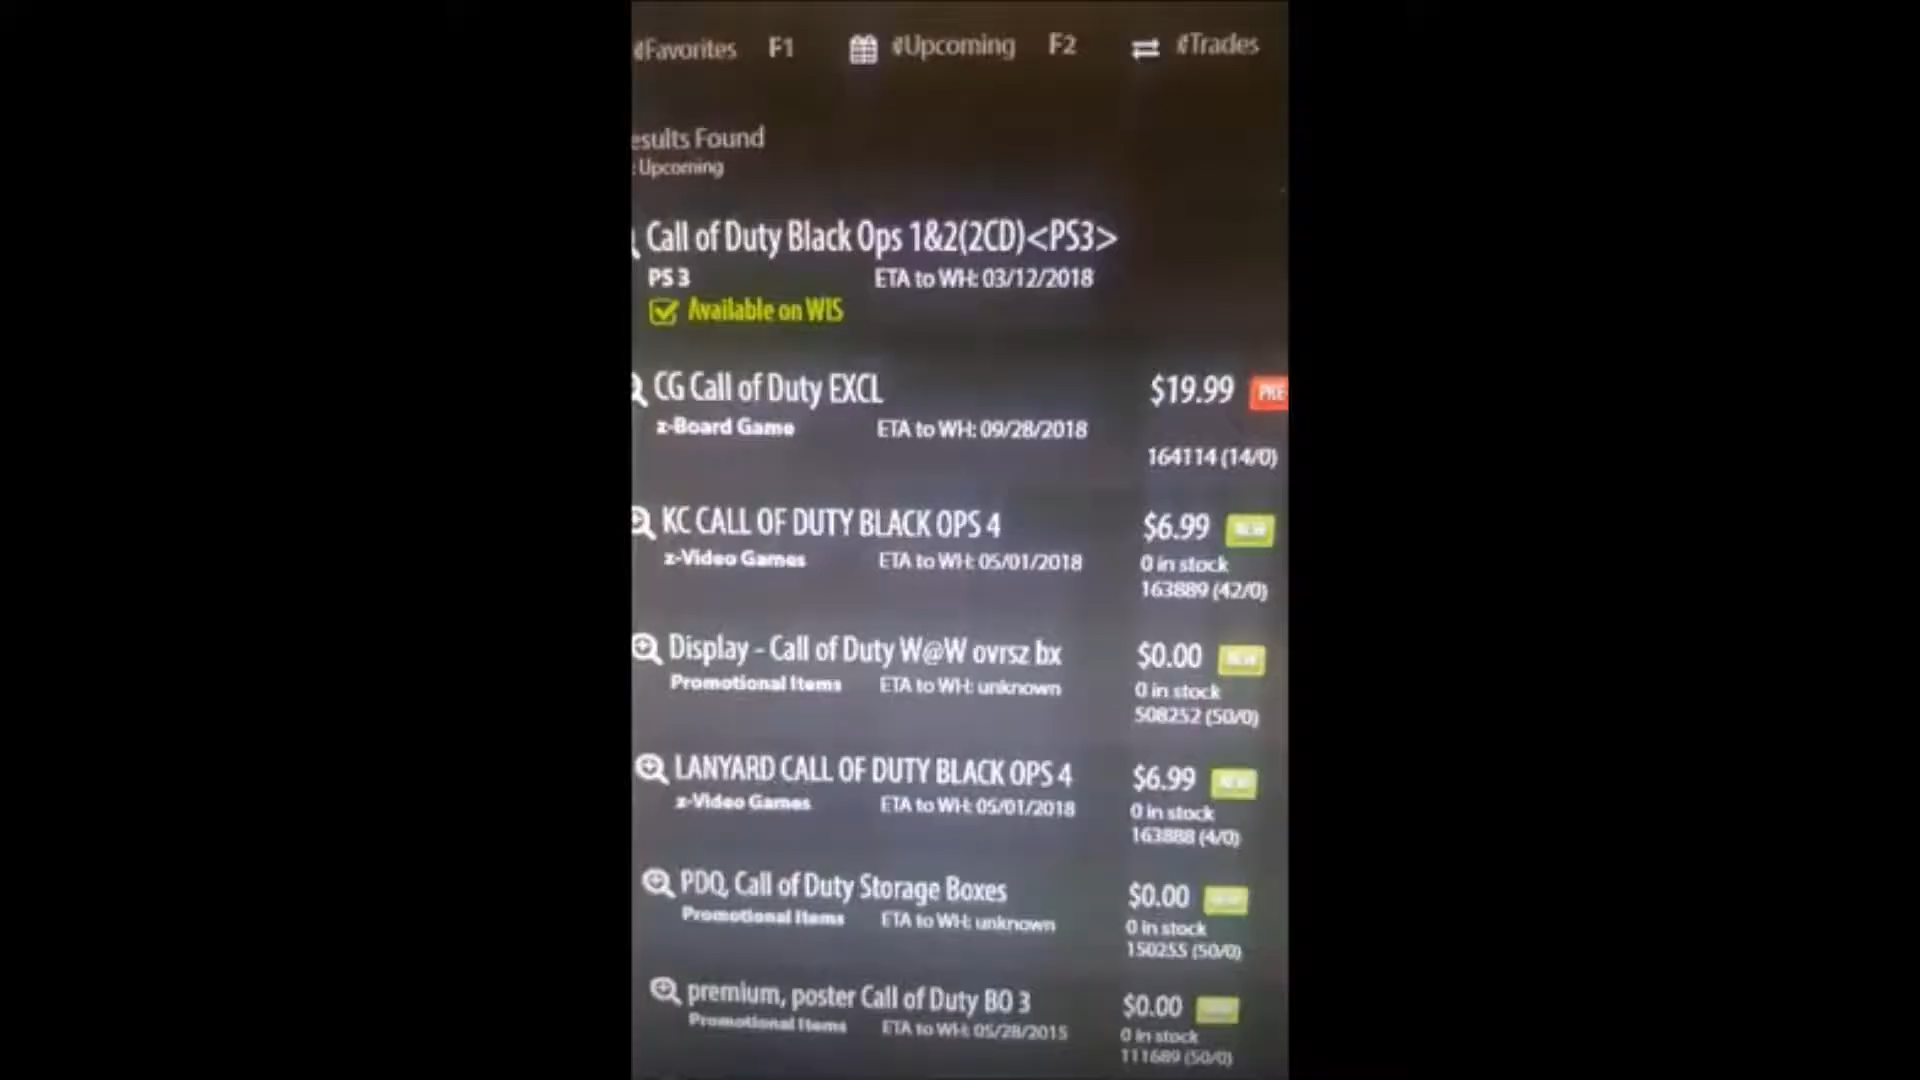 Favorites F1 #Upcoming F2 #Trades
esults Found
: Upcoming
Call of Duty Black Ops 1&2(2CD)<PS3>
PS 3 ETA to WH: 03/12/2018
Available on WIS
CG Call of Duty EXCL $19.99 PRE
z-Board Game ETA to WH: 09/28/2018
164114 (14/0)
KC CALL OF DUTY BLACK OPS 4 $6.99 NEW
z-Video Games ETA to WH: 05/01/2018 0 in stock
163889 (42/0)
Display - Call of Duty W@W ovrsz bx $0.00 NEW
Promotional Items ETA to WH: unknown 0 in stock
508252 (50/0)
LANYARD CALL OF DUTY BLACK OPS 4 $6.99 NEW
z-Video Games ETA to WH: 05/01/2018 0 in stock
163888 (4/0)
PDQ, Call of Duty Storage Boxes $0.00
Promotional Items ETA to WH: unknown 0 in stock
150255 (50/0)
premium, poster Call of Duty BO 3 $0.00
Promotional Items ETA to WH: 05/28/2015 0 in stock
111689 (50/0)